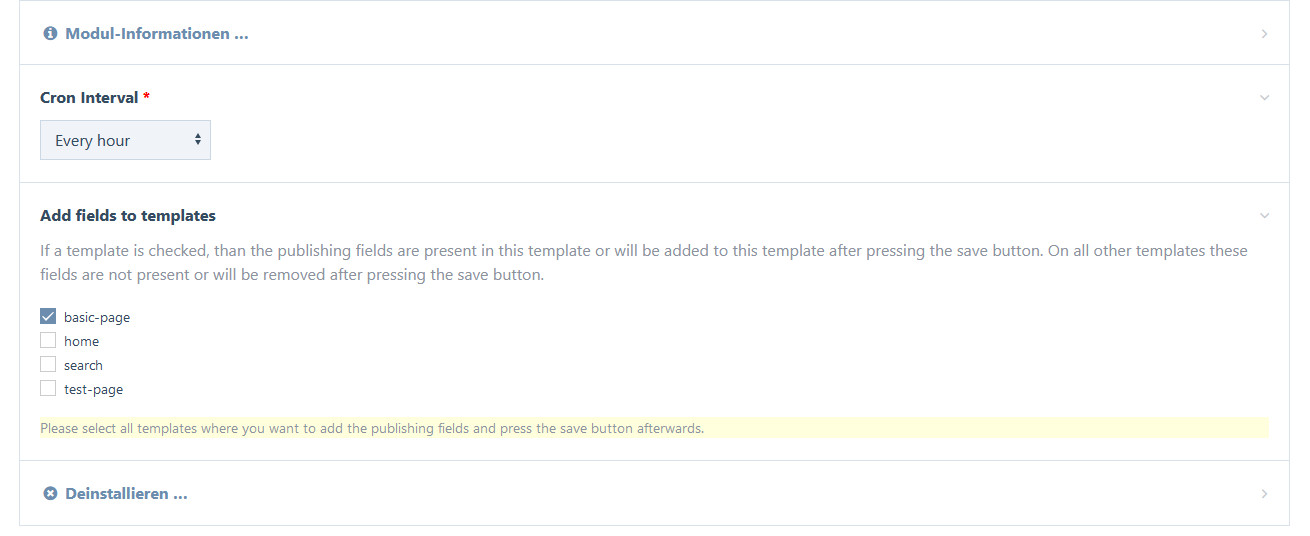 Modul-Informationen ...
Cron Interval *
Every hour
Add fields to templates
If a template is checked, than the publishing fields are present in this template or will be added to this template after pressing the save button. On all other templates these
fields are not present or will be removed after pressing the save button.
basic-page
home
search
test-page
Please select all templates where you want to add the publishing fields and press the save button afterwards.
Deinstallieren ...